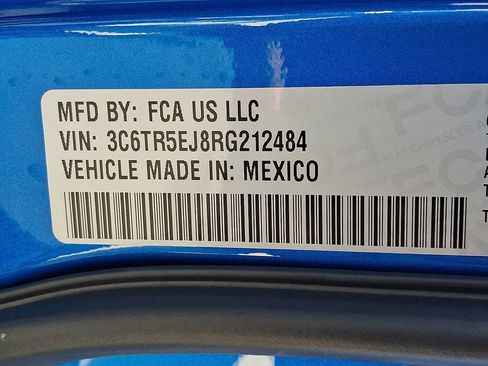 MFD BY: FCA US LLC
VIN: 3C6TR5EJ8RG212484
VEHICLE MADE IN: MEXICO